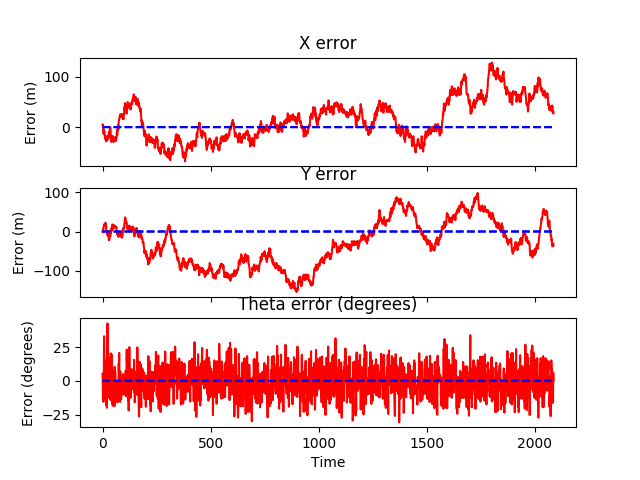 X error
Error (m)
100
0
Y error
Error (m)
100
0
−100
Theta error (degrees)
Error (degrees)
25
0
−25
0
500
1000
1500
2000
Time